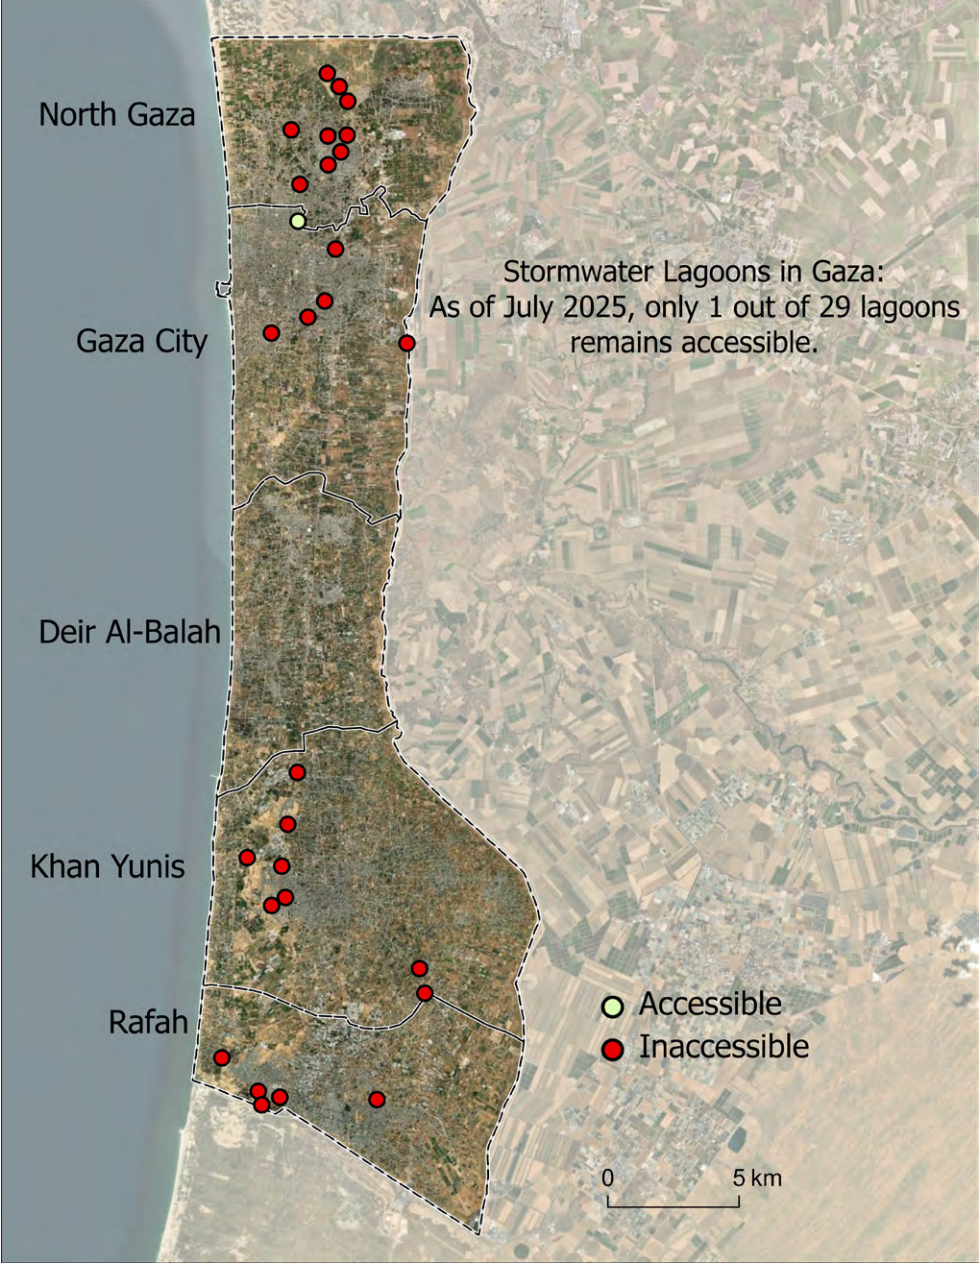 North Gaza
Stormwater Lagoons in Gaza:
As of July 2025, only 1 out of 29 lagoons
remains accessible.
Gaza City
Deir Al-Balah
Khan Yunis
Rafah
Accessible
Inaccessible
0 5 km